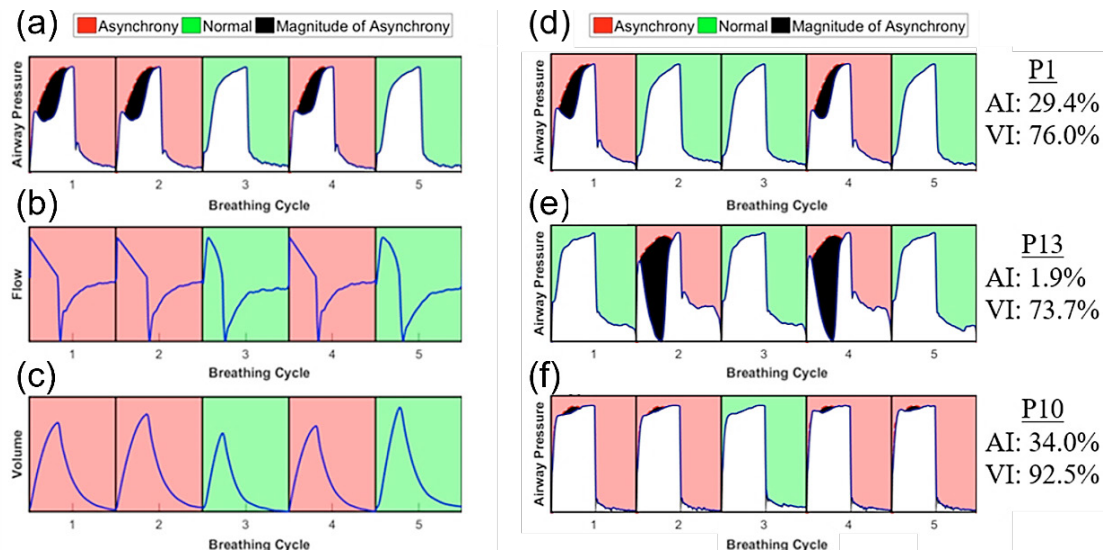 (a)
Asynchrony Normal Magnitude of Asynchrony
Airway Pressure
1 2 3 4 5
Breathing Cycle
(b)
Flow
1 2 3 4 5
Breathing Cycle
(c)
Volume
1 2 3 4 5
Breathing Cycle
(d)
Asynchrony Normal Magnitude of Asynchrony
Airway Pressure
1 2 3 4 5
Breathing Cycle
P1
AI: 29.4%
VI: 76.0%
(e)
Airway Pressure
1 2 3 4 5
Breathing Cycle
P13
AI: 1.9%
VI: 73.7%
(f)
Airway Pressure
1 2 3 4 5
Breathing Cycle
P10
AI: 34.0%
VI: 92.5%